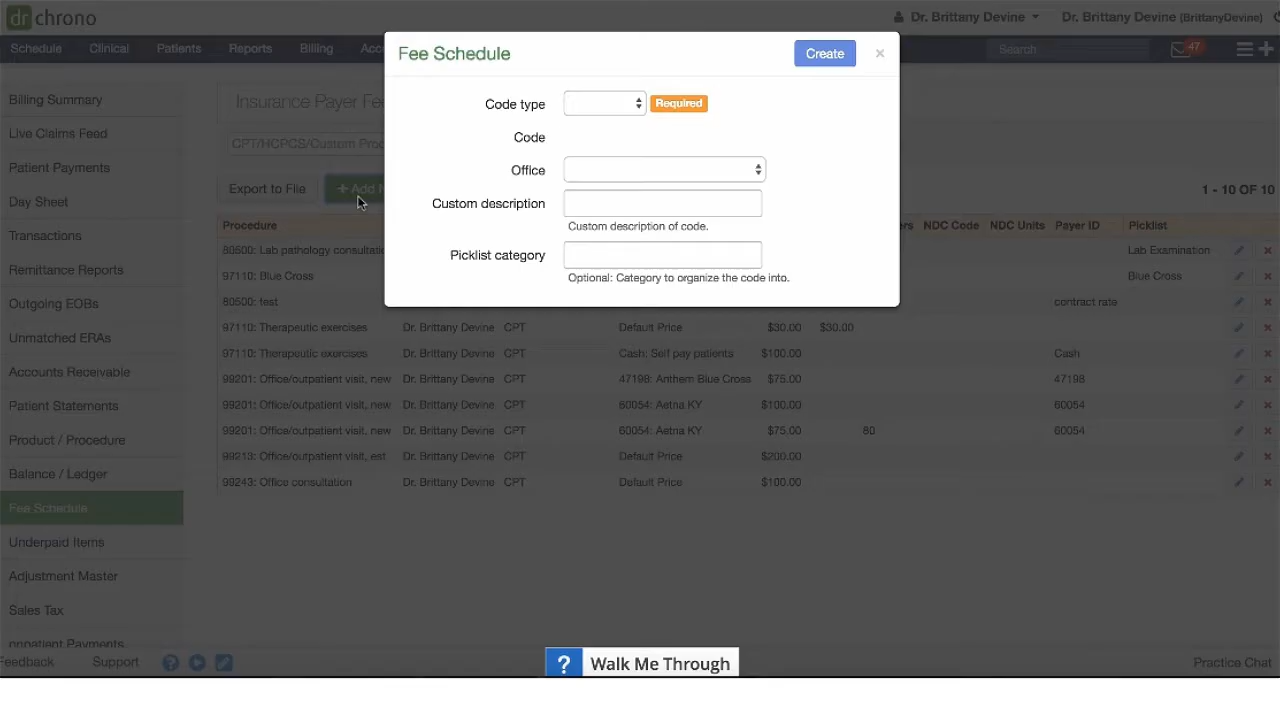 dr chrono
Dr. Brittany Devine
Dr. Brittany Devine (BrittanyDevine)
Schedule Clinical Patients Reports Billing
Search
47
Fee Schedule
Create
×
Code type
Required
Code
Office
Custom description
Custom description of code.
Picklist category
Optional: Category to organize the code into.
Billing Summary
Live Claims Feed
Patient Payments
Day Sheet
Transactions
Remittance Reports
Outgoing EOBs
Unmatched ERAs
Accounts Receivable
Patient Statements
Product / Procedure
Balance / Ledger
Fee Schedule
Underpaid Items
Adjustment Master
Sales Tax
Insurance Payer
CPT/HCPCS/Custom
Export to File
+ Add
1 - 10 OF 10
Procedure NDC Code NDC Units Payer ID Picklist
80500: Lab pathology Lab Examination
97110: Blue Cross Blue Cross
80500: test contract rate
97110: Therapeutic exercises Dr. Brittany Devine CPT Default Price $30.00 $30.00
97110: Therapeutic exercises Dr. Brittany Devine CPT Cash: Self pay patients $100.00 Cash
99201: Office/outpatient visit, new Dr. Brittany Devine CPT 47198: Anthem Blue Cross $75.00 47198
99201: Office/outpatient visit, new Dr. Brittany Devine CPT 60054: Aetna KY $100.00 60054
99201: Office/outpatient visit, new Dr. Brittany Devine CPT 60054: Aetna KY $75.00 80 60054
99213: Office/outpatient visit, est Dr. Brittany Devine CPT Default Price $200.00
99243: Office consultation Dr. Brittany Devine CPT Default Price $100.00
Support
? Walk Me Through
Practice Chat